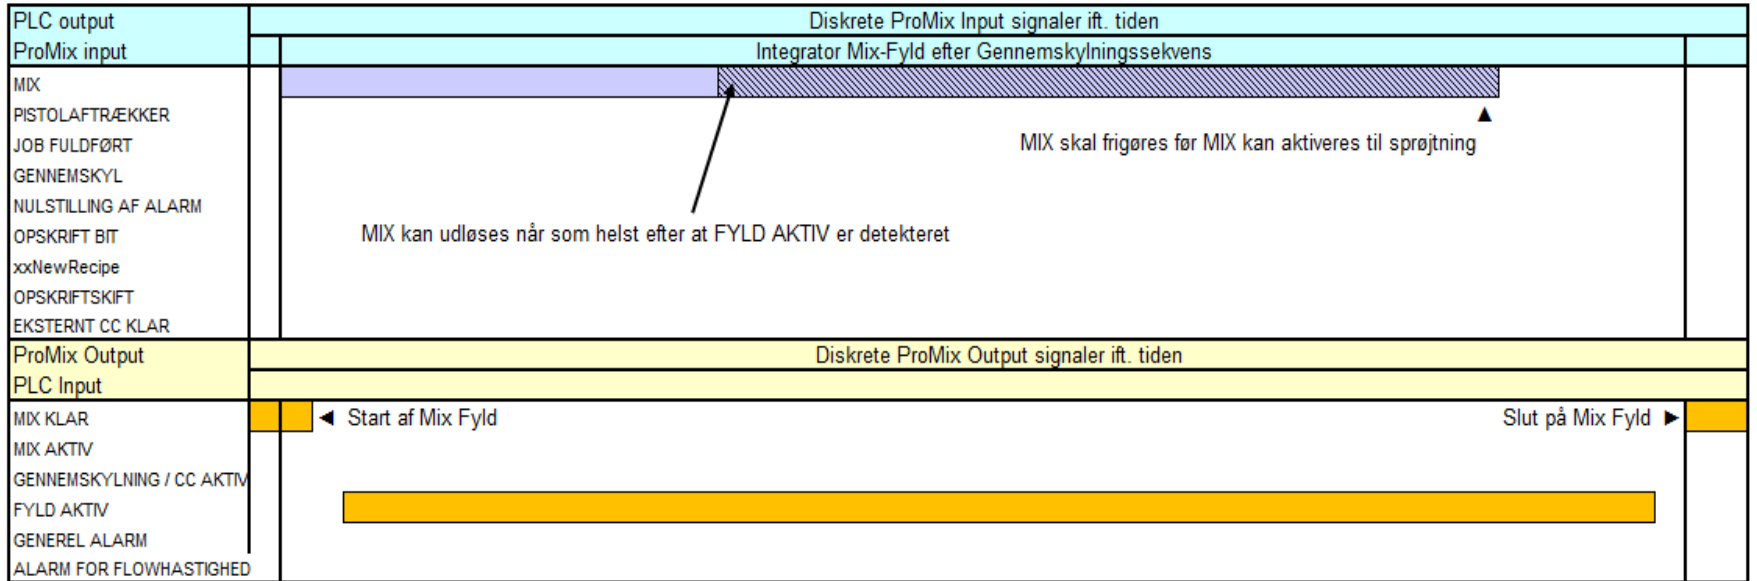 PLC output
Diskrete ProMix Input signaler ift. tiden
ProMix input
Integrator Mix-Fyld efter Gennemskylningssekvens
MIX
PISTOLAFTRÆKKER
JOB FULDFØRT
MIX skal frigøres før MIX kan aktiveres til sprøjtning
GENNEMSKYL
NULSTILLING AF ALARM
OPSKRIFT BIT
MIX kan udløses når som helst efter at FYLD AKTIV er detekteret
xxNewRecipe
OPSKRIFTSKIFT
EKSTERNT CC KLAR
ProMix Output
Diskrete ProMix Output signaler ift. tiden
PLC Input
MIX KLAR
◄ Start af Mix Fyld
Slut på Mix Fyld ►
MIX AKTIV
GENNEMSKYLNING / CC AKTIV
FYLD AKTIV
GENEREL ALARM
ALARM FOR FLOWHASTIGHED